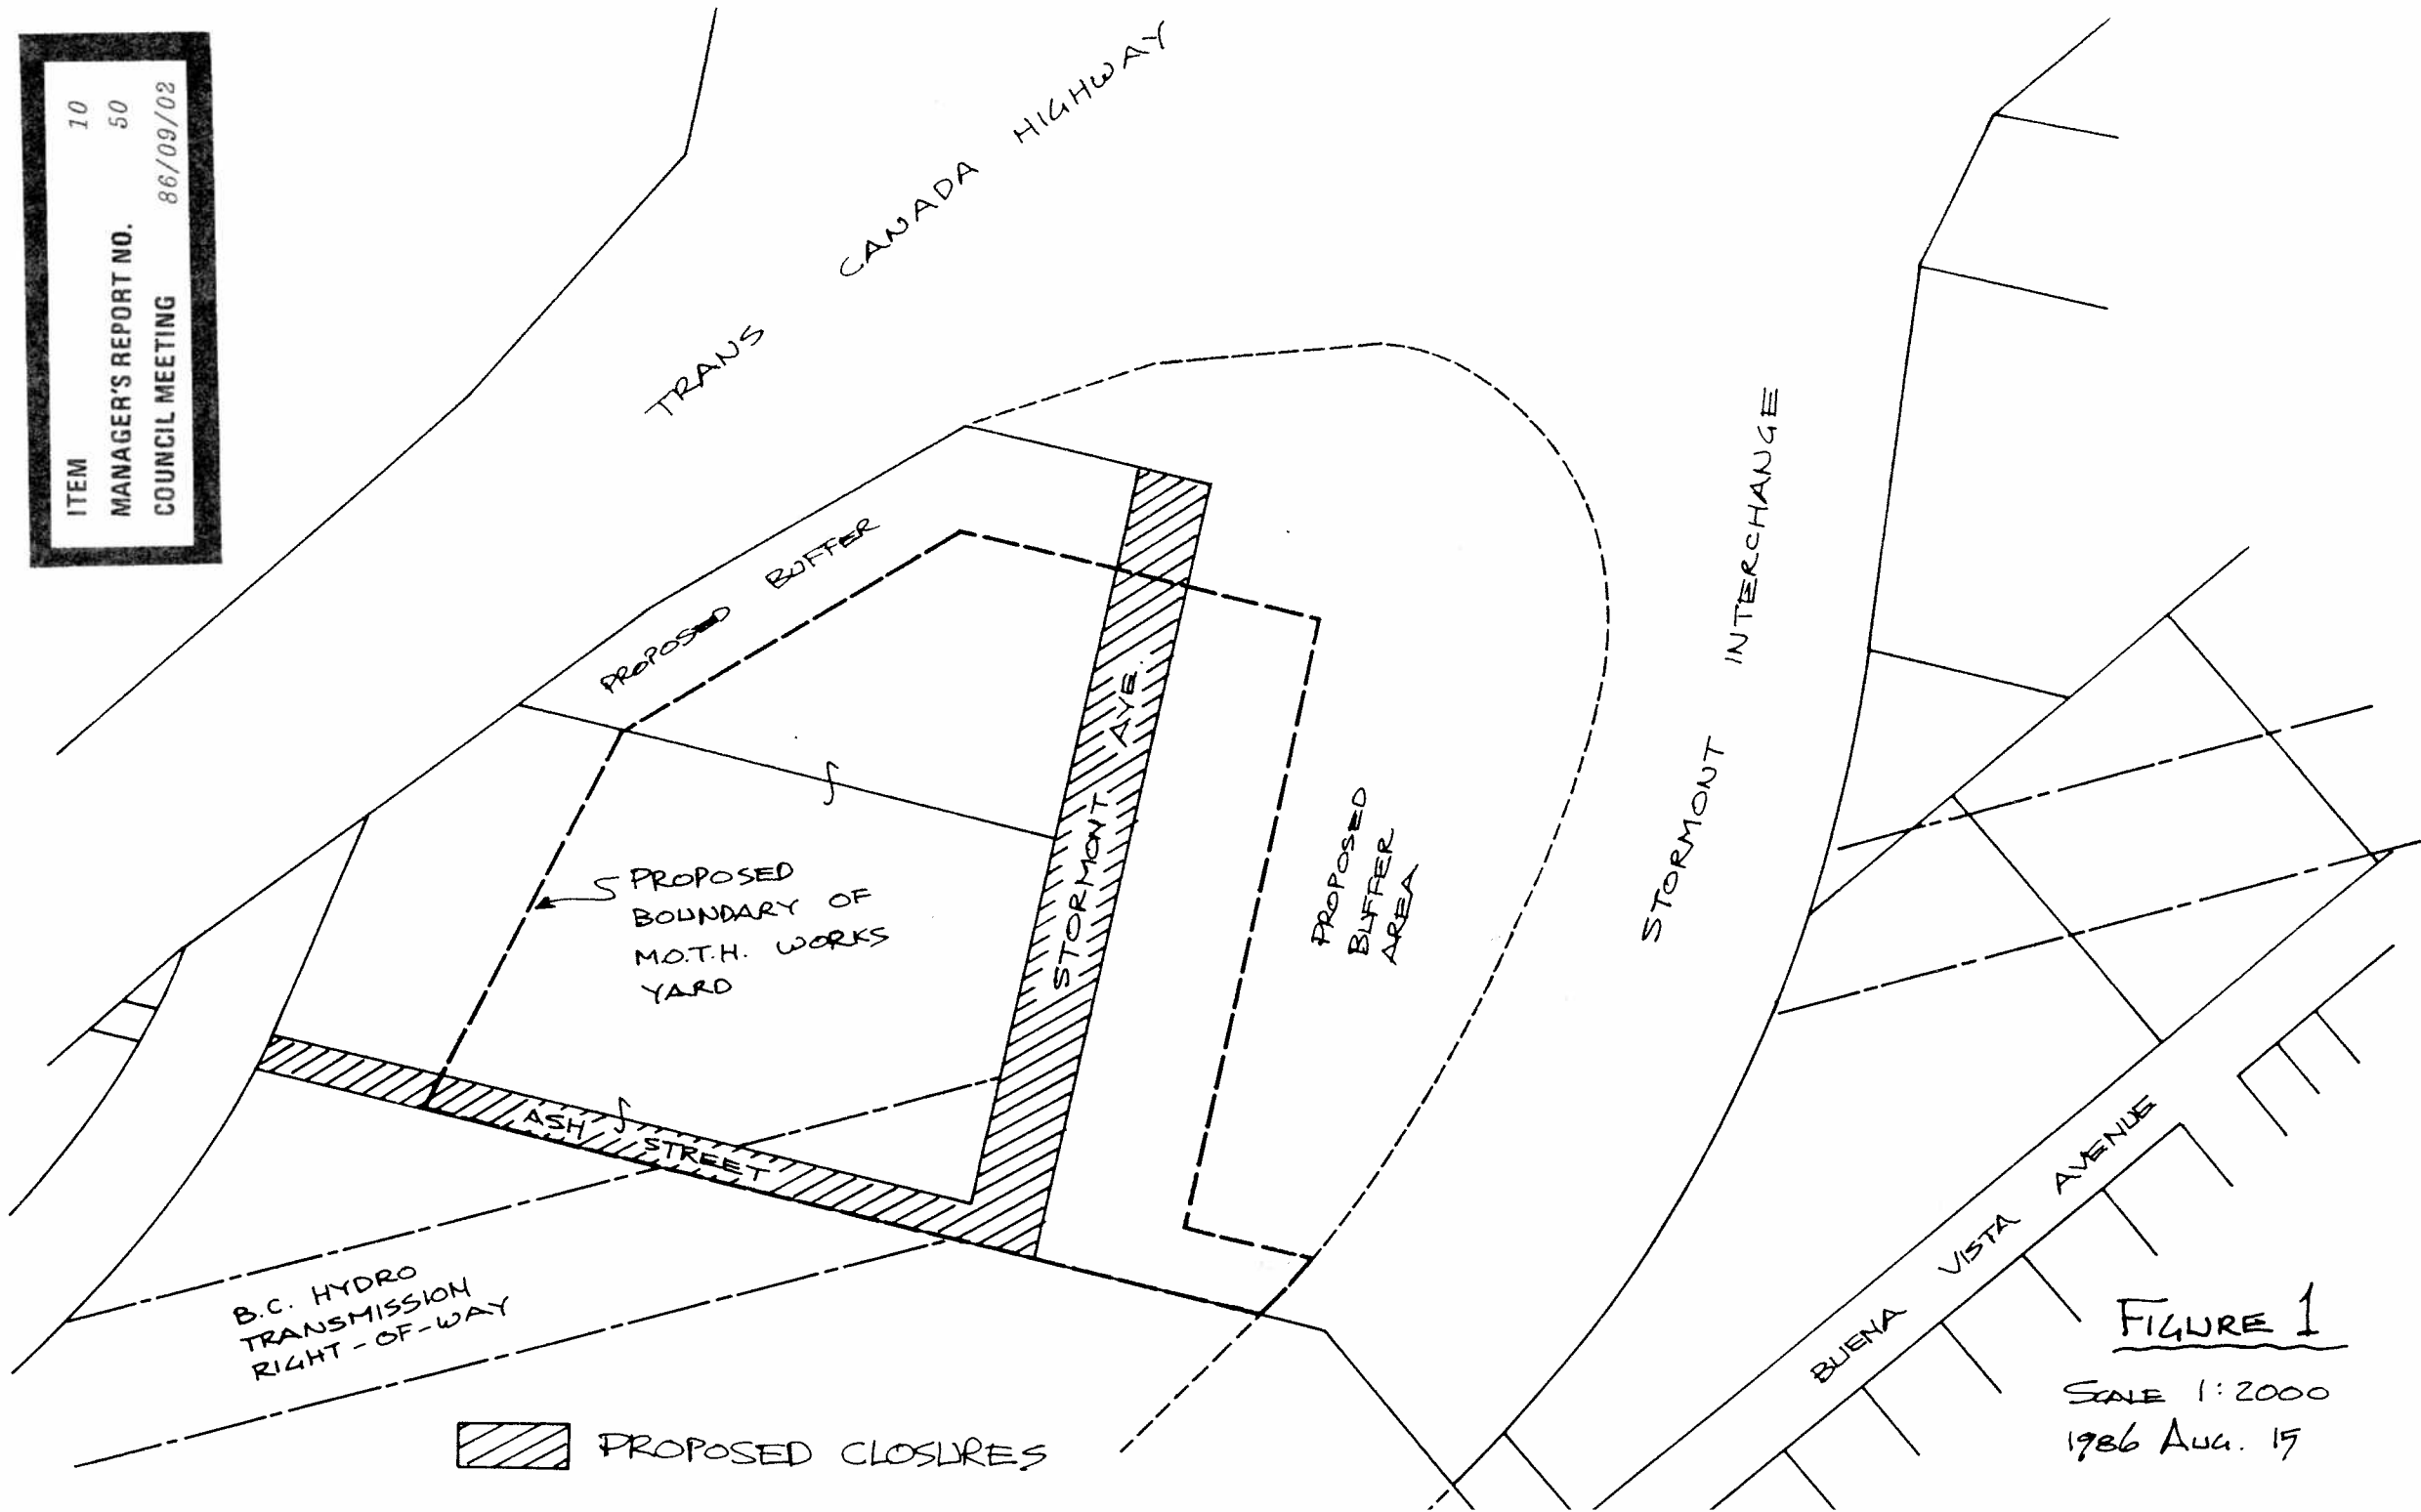 ITEM 10
MANAGER'S REPORT NO. 50
COUNCIL MEETING 86/09/02
TRANS CANADA HIGHWAY
PROPOSED BUFFER
STORMONT AVE.
PROPOSED
BOUNDARY OF
M.O.T.H. WORKS
YARD
PROPOSED
BUFFER
AREA
STORMONT INTERCHANGE
ASH STREET
B.C. HYDRO
TRANSMISSION
RIGHT-OF-WAY
BUENA VISTA AVENUE
PROPOSED CLOSURES
FIGURE 1
SCALE 1:2000
1986 AUG. 15